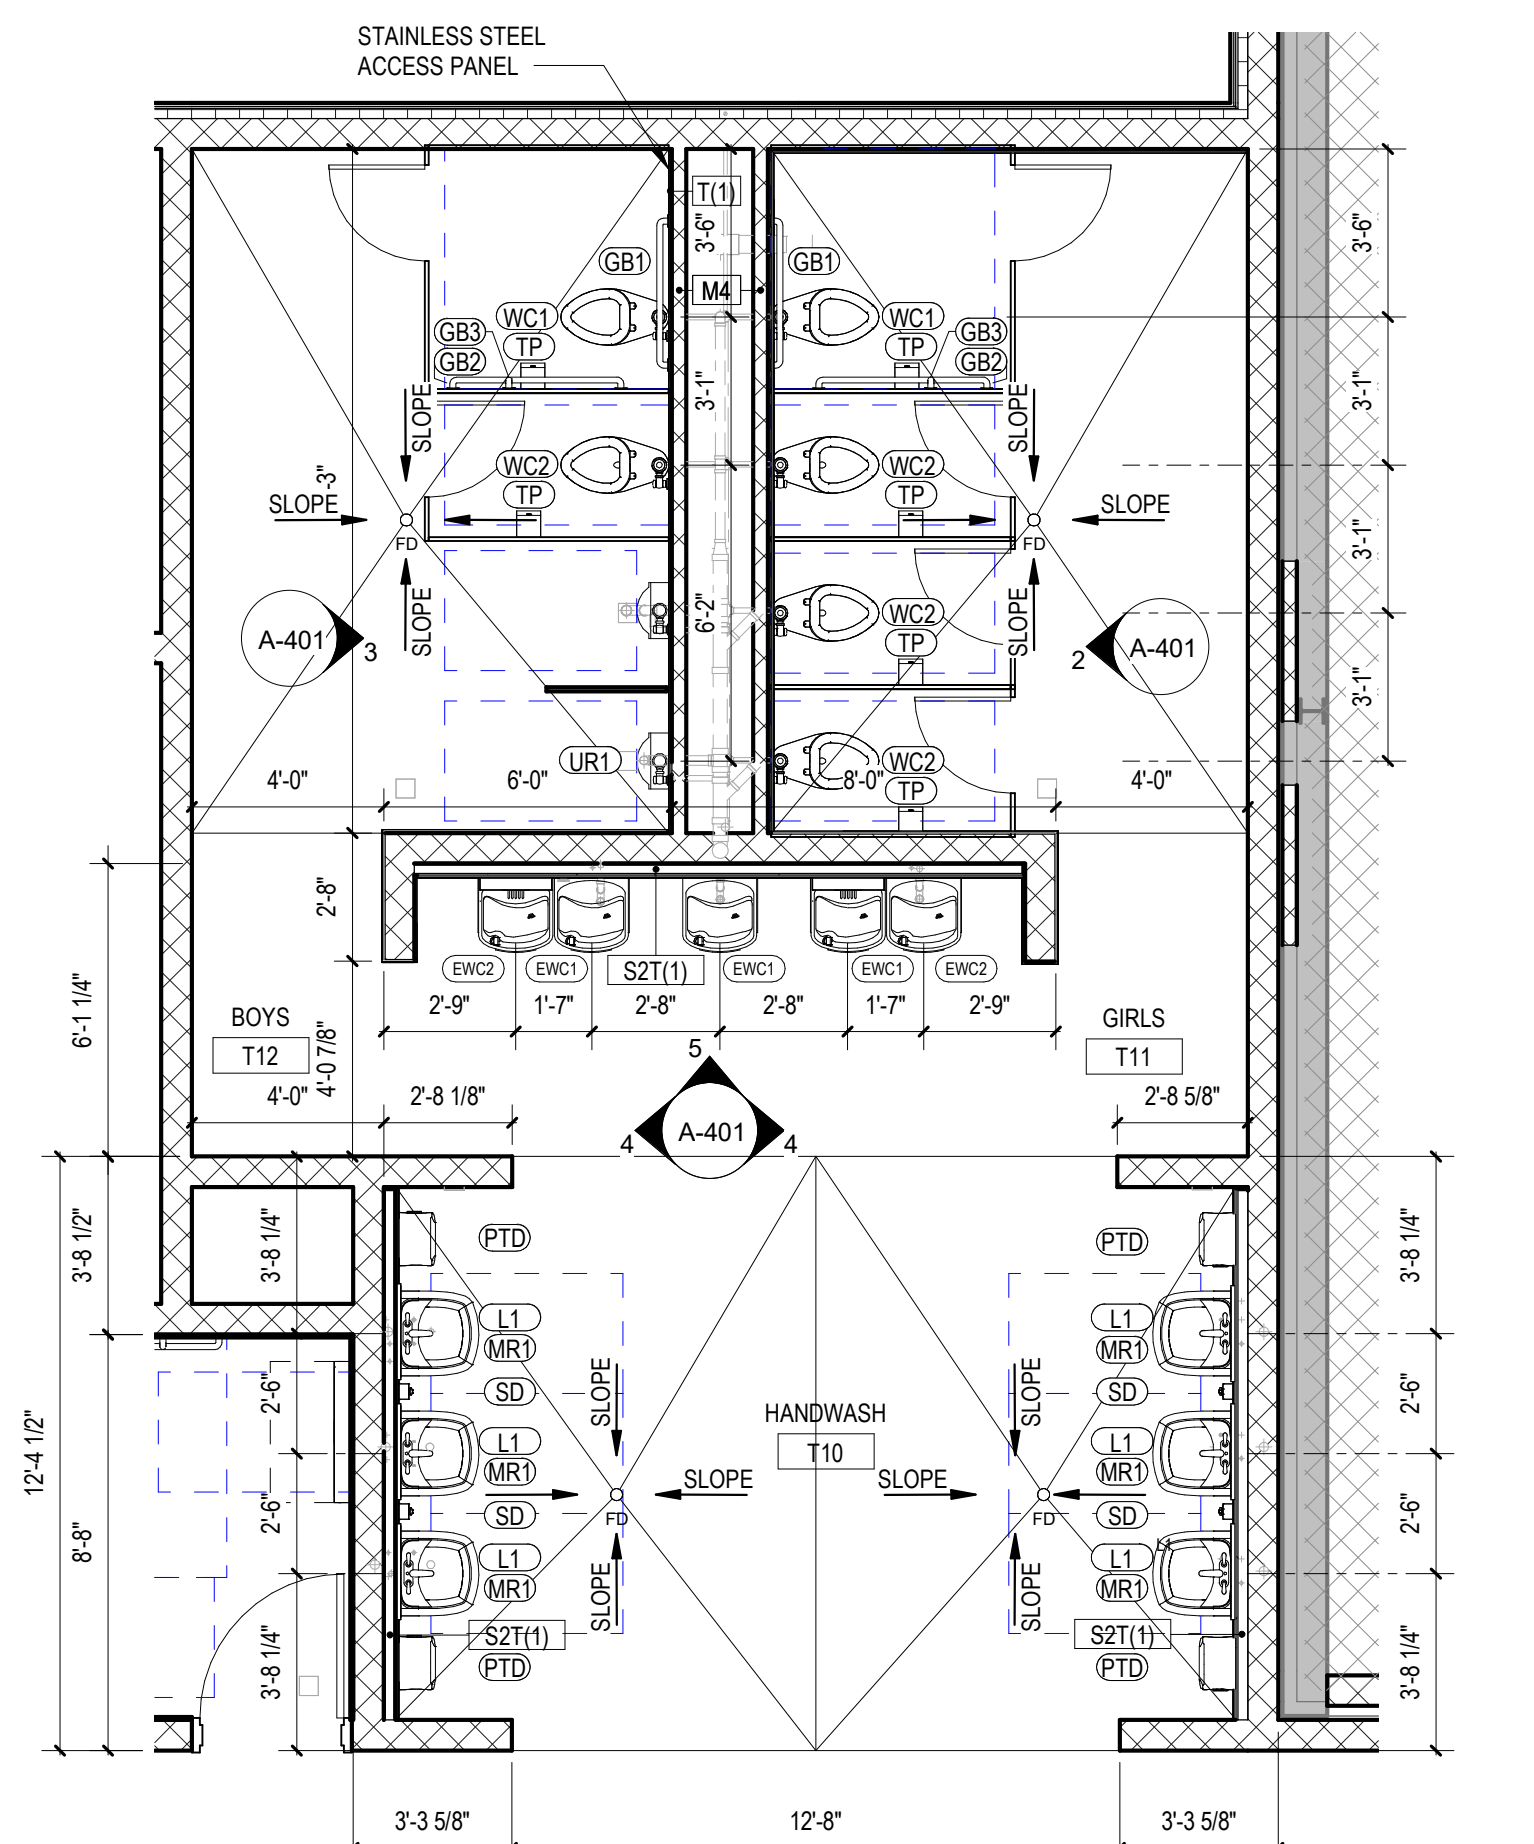 STAINLESS STEEL
ACCESS PANEL
T(1)
3'-6"
3'-6"
GB1
GB1
M4
WC1
WC1
GB3
TP
TP
GB3
GB2
GB2
3'-1"
3'-1"
SLOPE
SLOPE
WC2
WC2
-3"
TP
TP
SLOPE
SLOPE
FD
FD
3'-1"
SLOPE
SLOPE
6'-2"
WC2
TP
A-401
3
2
A-401
3'-1"
UR1
WC2
4'-0"
6'-0"
8'-0"
4'-0"
TP
2'-8"
EWC2
EWC1
S2T(1)
EWC1
EWC1
EWC2
2'-9"
1'-7"
2'-8"
2'-8"
1'-7"
2'-9"
6'-1 1/4"
BOYS
T12
GIRLS
T11
4'-0 7/8"
5
4'-0"
2'-8 1/8"
2'-8 5/8"
4
A-401
4
3'-8 1/2"
3'-8 1/4"
3'-8 1/4"
PTD
PTD
L1
L1
MR1
MR1
SLOPE
SLOPE
2'-6"
SD
SD
2'-6"
HANDWASH
T10
12'-4 1/2"
L1
L1
MR1
MR1
SLOPE
SLOPE
2'-6"
SD
SD
2'-6"
FD
FD
8'-8"
L1
L1
MR1
MR1
SLOPE
SLOPE
S2T(1)
S2T(1)
3'-8 1/4"
PTD
PTD
3'-8 1/4"
3'-3 5/8"
12'-8"
3'-3 5/8"